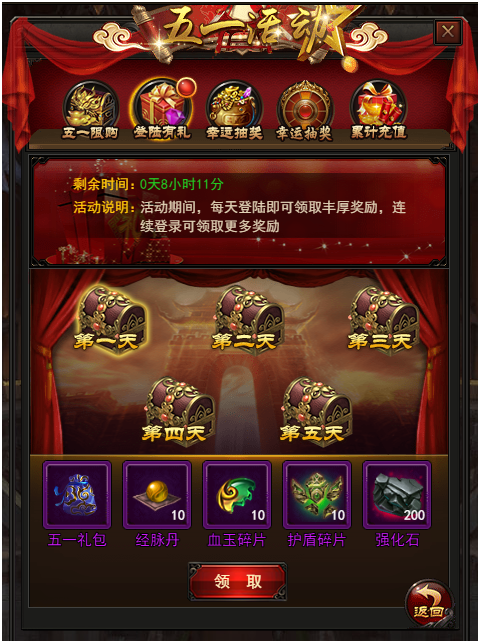 五一活动
五一限购
登陆有礼
幸运抽奖
幸运抽奖
累计充值
剩余时间：0天8小时11分
活动说明：活动期间，每天登陆即可领取丰厚奖励，连
续登录可领取更多奖励
第一天
第二天
第三天
第四天
第五天
10
10
10
200
五一礼包
经脉丹
血玉碎片
护盾碎片
强化石
领 取
返回